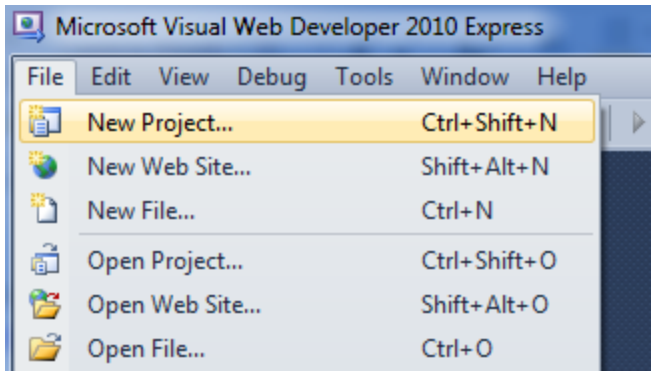 Microsoft Visual Web Developer 2010 Express
File Edit View Debug Tools Window Help
New Project... Ctrl+Shift+N
New Web Site... Shift+Alt+N
New File... Ctrl+N
Open Project... Ctrl+Shift+O
Open Web Site... Shift+Alt+O
Open File... Ctrl+O